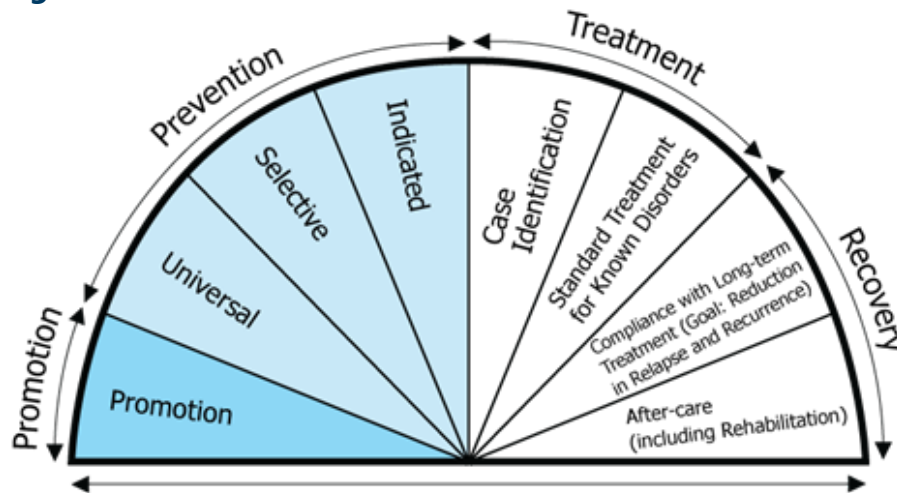 Promotion
Prevention
Treatment
Recovery
Promotion
Universal
Selective
Indicated
Case
Identification
Standard Treatment
for Known Disorders
Compliance with Long-term
Treatment (Goal: Reduction
in Relapse and Recurrence)
After-care
(including Rehabilitation)